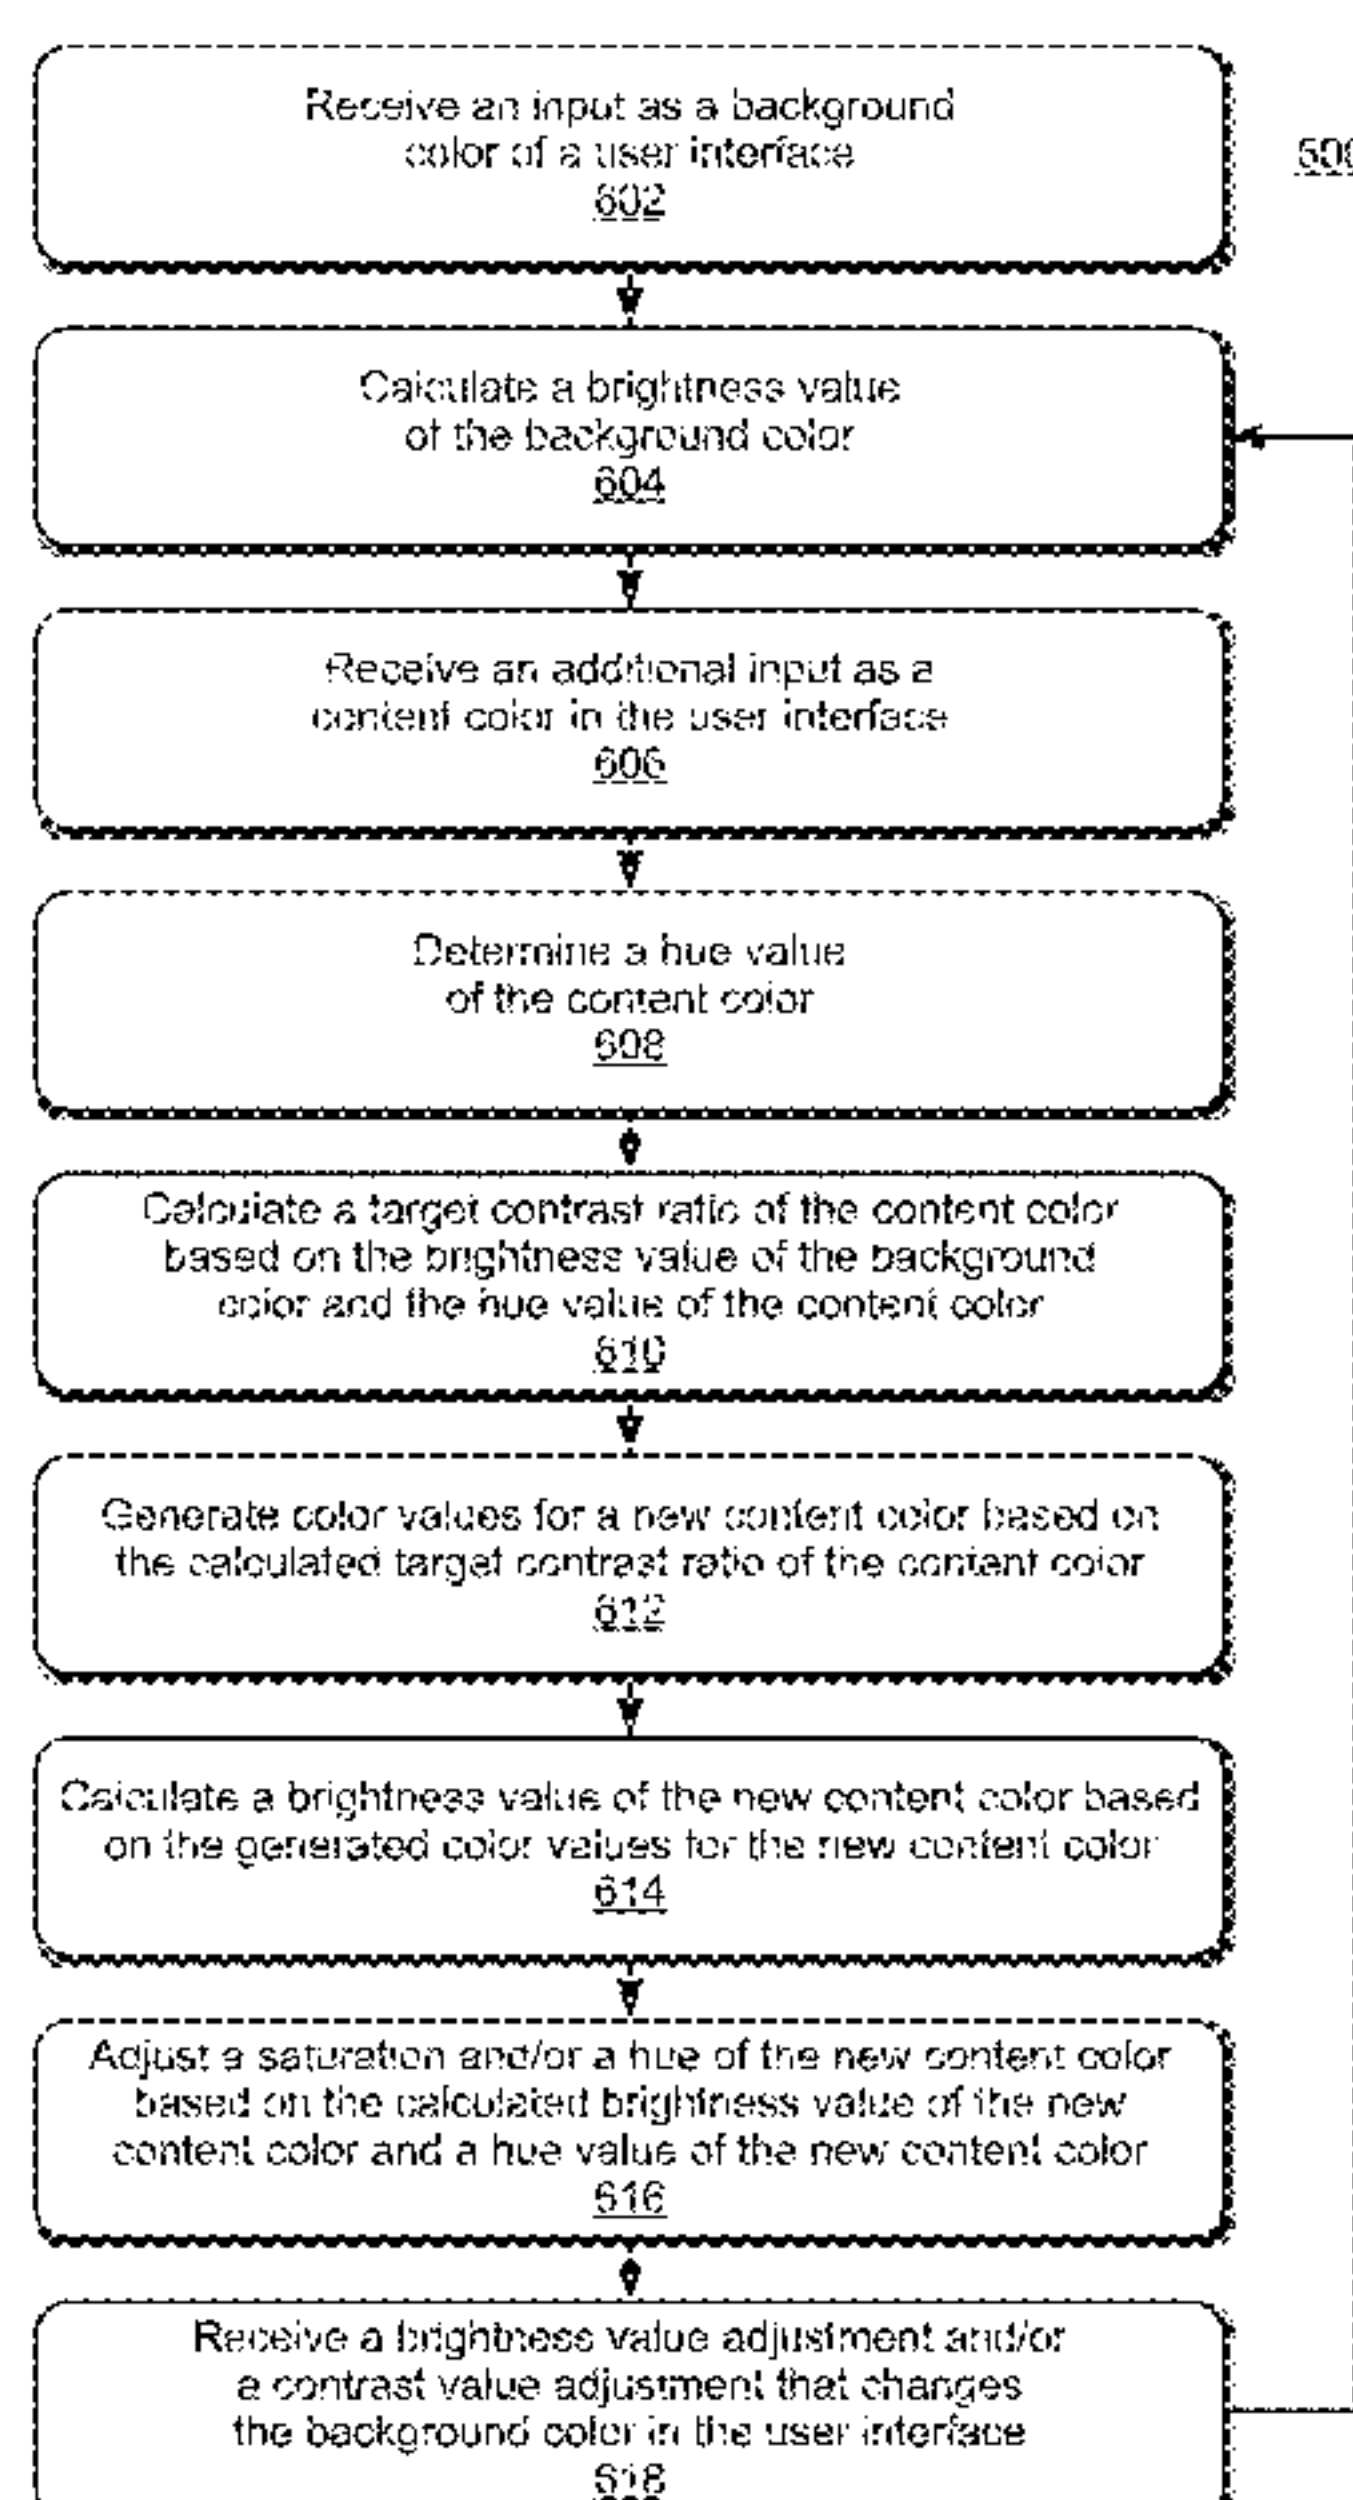 Receive an input as a background
color of a user interface
602
Calculate a brightness value
of the background color
604
Receive an additional input as a
content color in the user interface
606
Determine a hue value
of the content color
608
Calculate a target contrast ratio of the content color
based on the brightness value of the background
color and the hue value of the content color
610
Generate color values for a new content color based on
the calculated target contrast ratio of the content color
612
Calculate a brightness value of the new content color based
on the generated color values for the new content color
614
Adjust a saturation and/or a hue of the new content color
based on the calculated brightness value of the new
content color and a hue value of the new content color
616
Receive a brightness value adjustment and/or
a contrast value adjustment that changes
the background color in the user interface
618